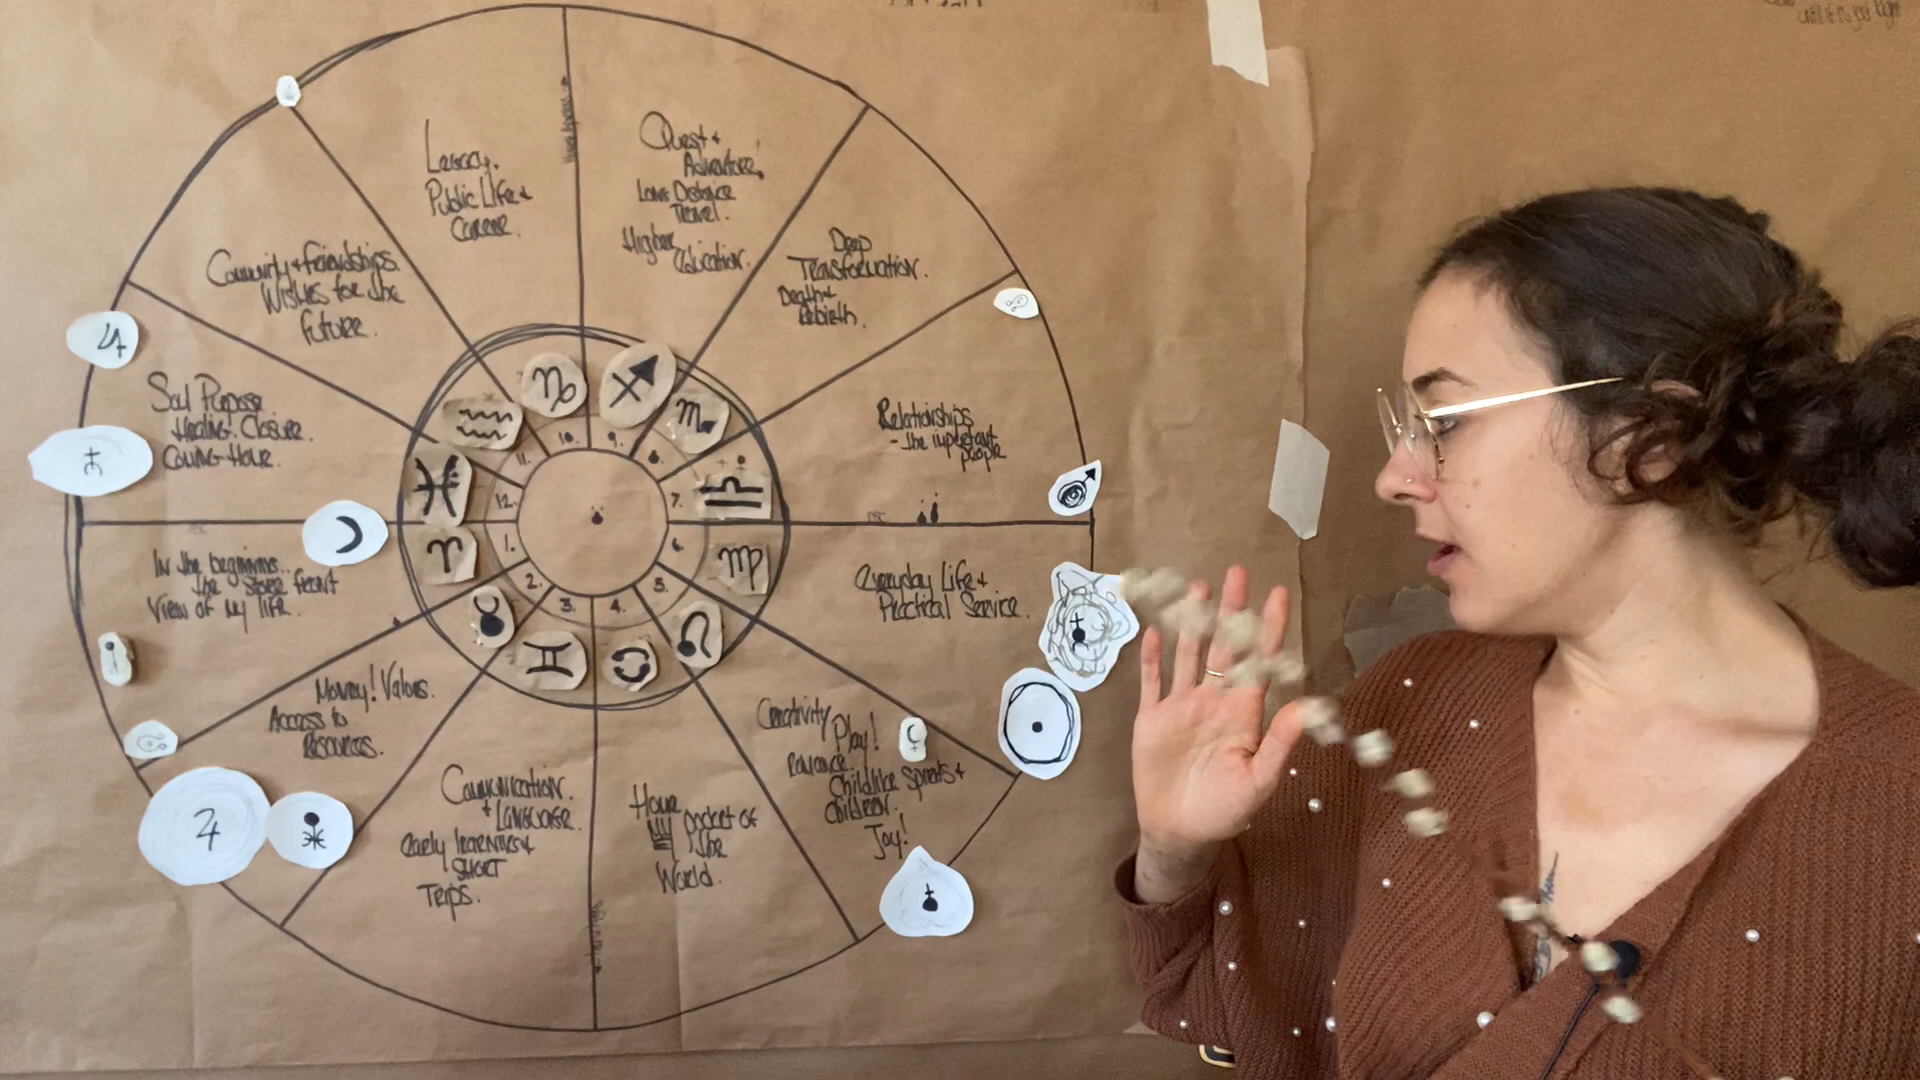 Legacy.
Public Life +
Career.
Quest +
Adventure!
Long Distance
Travel.
Higher
Education.
Deep
Transformation.
Death +
Rebirth.
Relationships
- the important
people
Everyday Life +
Practical Service.
Creativity
Play!
Romance.
Childlike Spirits +
Children.
Joy!
Home
My pocket of
the
World.
Communication.
+ Language.
Early learning +
Short
Trips.
Money! Values.
Access to
Resources.
In the beginning...
the store front
View of my life.
Soul Purpose
Healing. Closure.
Coming Home.
Community + friendships.
Wishes for the
future.
10.
9.
8.
7.
6.
5.
4.
3.
2.
1.
12.
11.